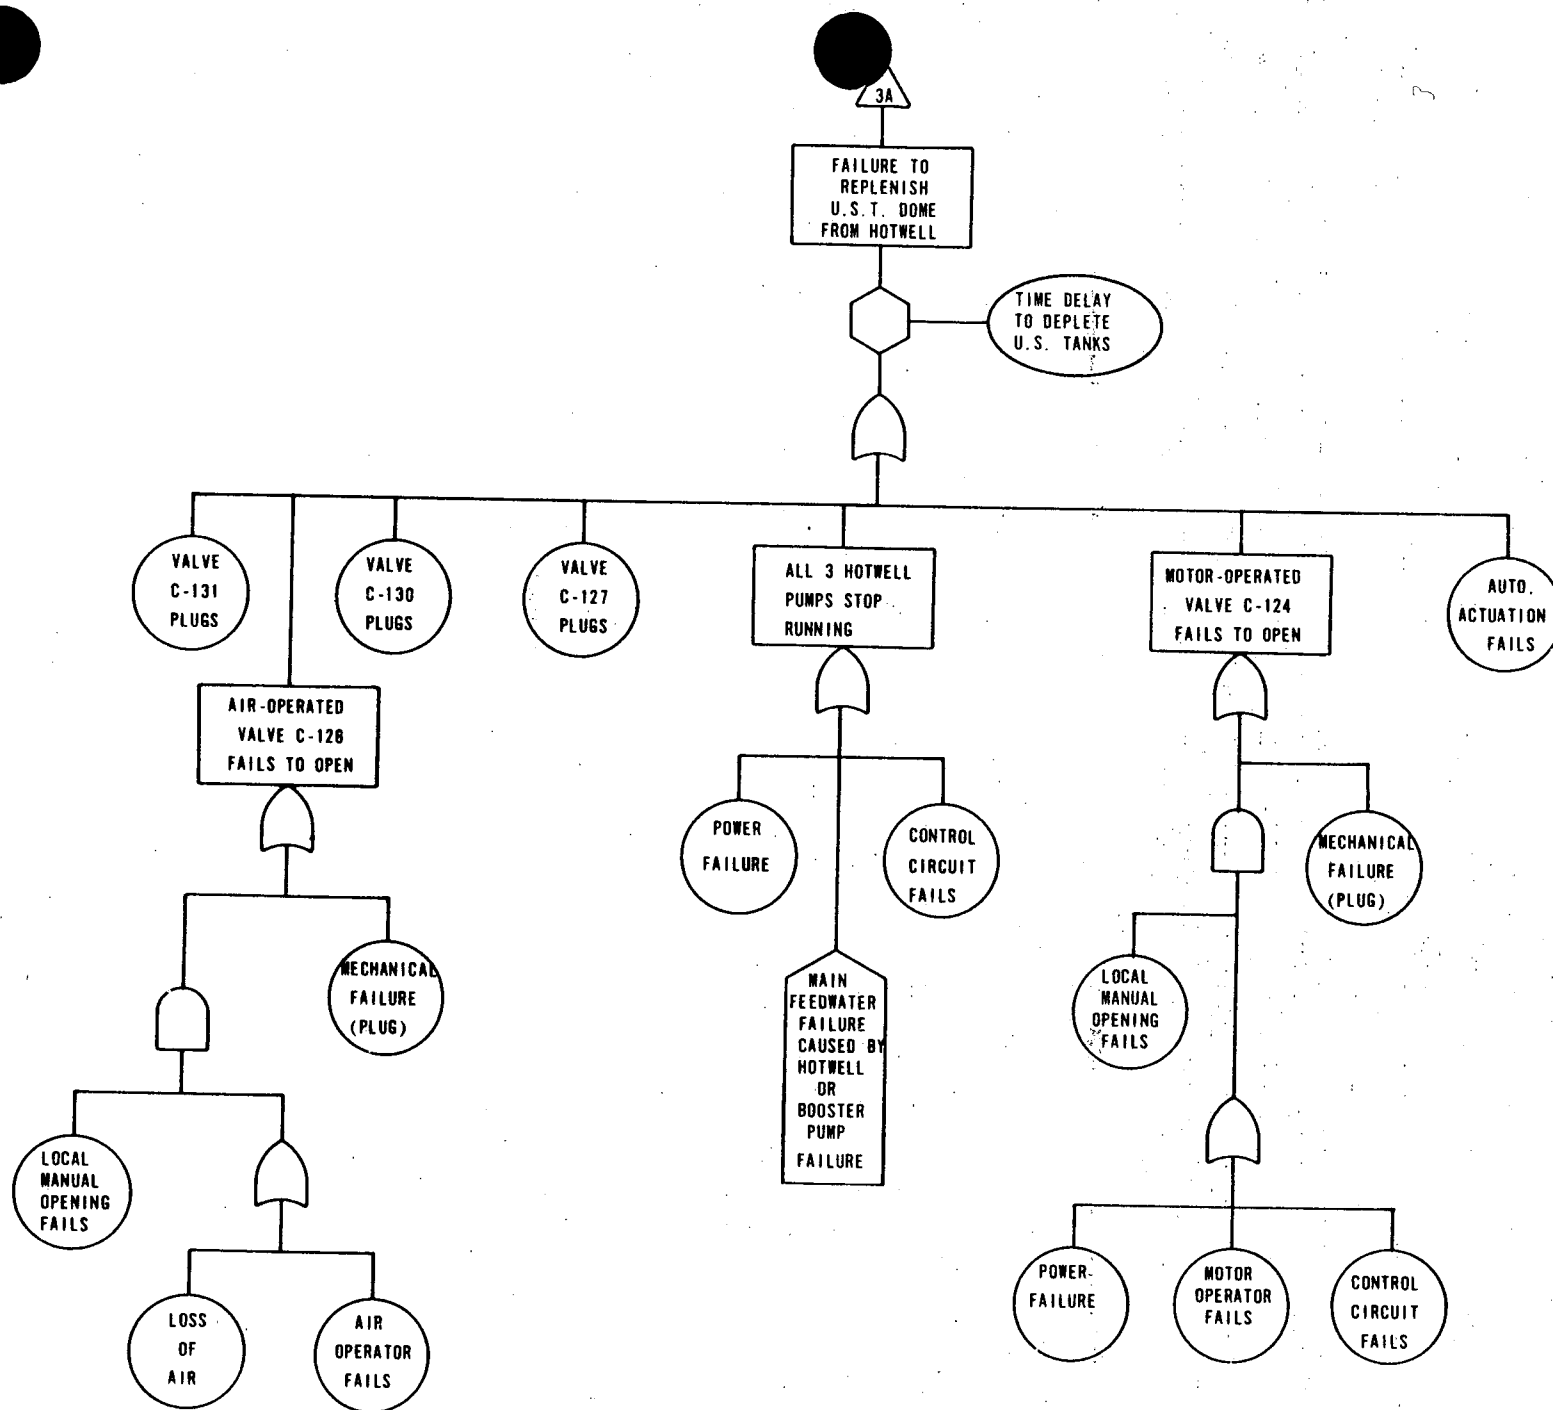 3A
FAILURE TO
REPLENISH
U.S.T. DOME
FROM HOTWELL
TIME DELAY
TO DEPLETE
U.S. TANKS
VALVE
C-131
PLUGS
VALVE
C-130
PLUGS
VALVE
C-127
PLUGS
ALL 3 HOTWELL
PUMPS STOP
RUNNING
MOTOR-OPERATED
VALVE C-124
FAILS TO OPEN
AUTO.
ACTUATION
FAILS
AIR-OPERATED
VALVE C-128
FAILS TO OPEN
POWER
FAILURE
CONTROL
CIRCUIT
FAILS
MECHANICAL
FAILURE
(PLUG)
MECHANICAL
FAILURE
(PLUG)
MAIN
FEEDWATER
FAILURE
CAUSED BY
HOTWELL
OR
BOOSTER
PUMP
FAILURE
LOCAL
MANUAL
OPENING
FAILS
LOCAL
MANUAL
OPENING
FAILS
LOSS
OF
AIR
AIR
OPERATOR
FAILS
POWER
FAILURE
MOTOR
OPERATOR
FAILS
CONTROL
CIRCUIT
FAILS